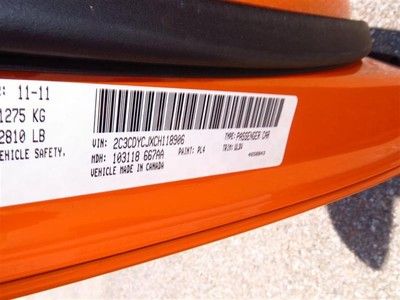 : 11-11
1275 KG
2810 LB
VEHICLE SAFETY.
VIN: 2C3CDYCJXCH118906
TYPE: PASSENGER CAR
MDH: 103118 667AA
PAINT: PL4
TRIM: ULDV
VEHICLE MADE IN CANADA